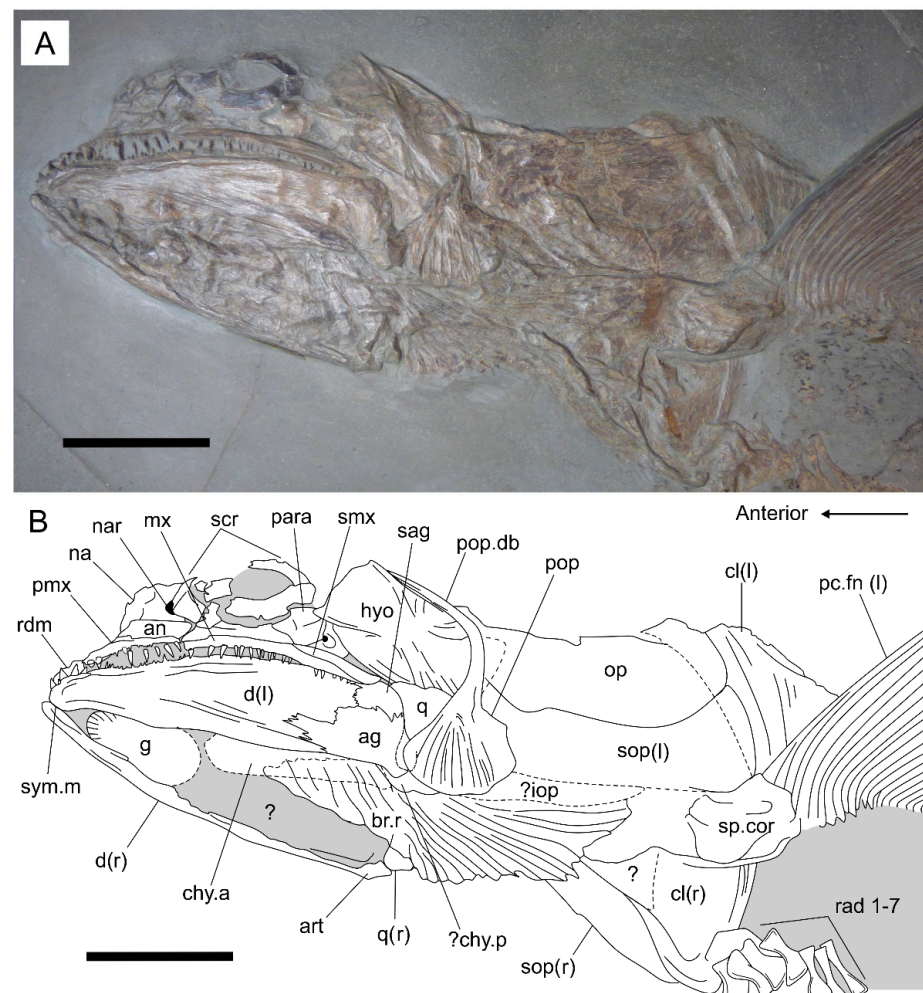 A
B
Anterior
nar
mx
scr
para
smx
sag
pop.db
pop
cl(l)
pc.fn (l)
na
pmx
rdm
an
hyo
op
d(l)
q
ag
sop(l)
g
?iop
sym.m
?
br.r
sp.cor
d(r)
?
cl(r)
chy.a
rad 1-7
art
q(r)
?chy.p
sop(r)